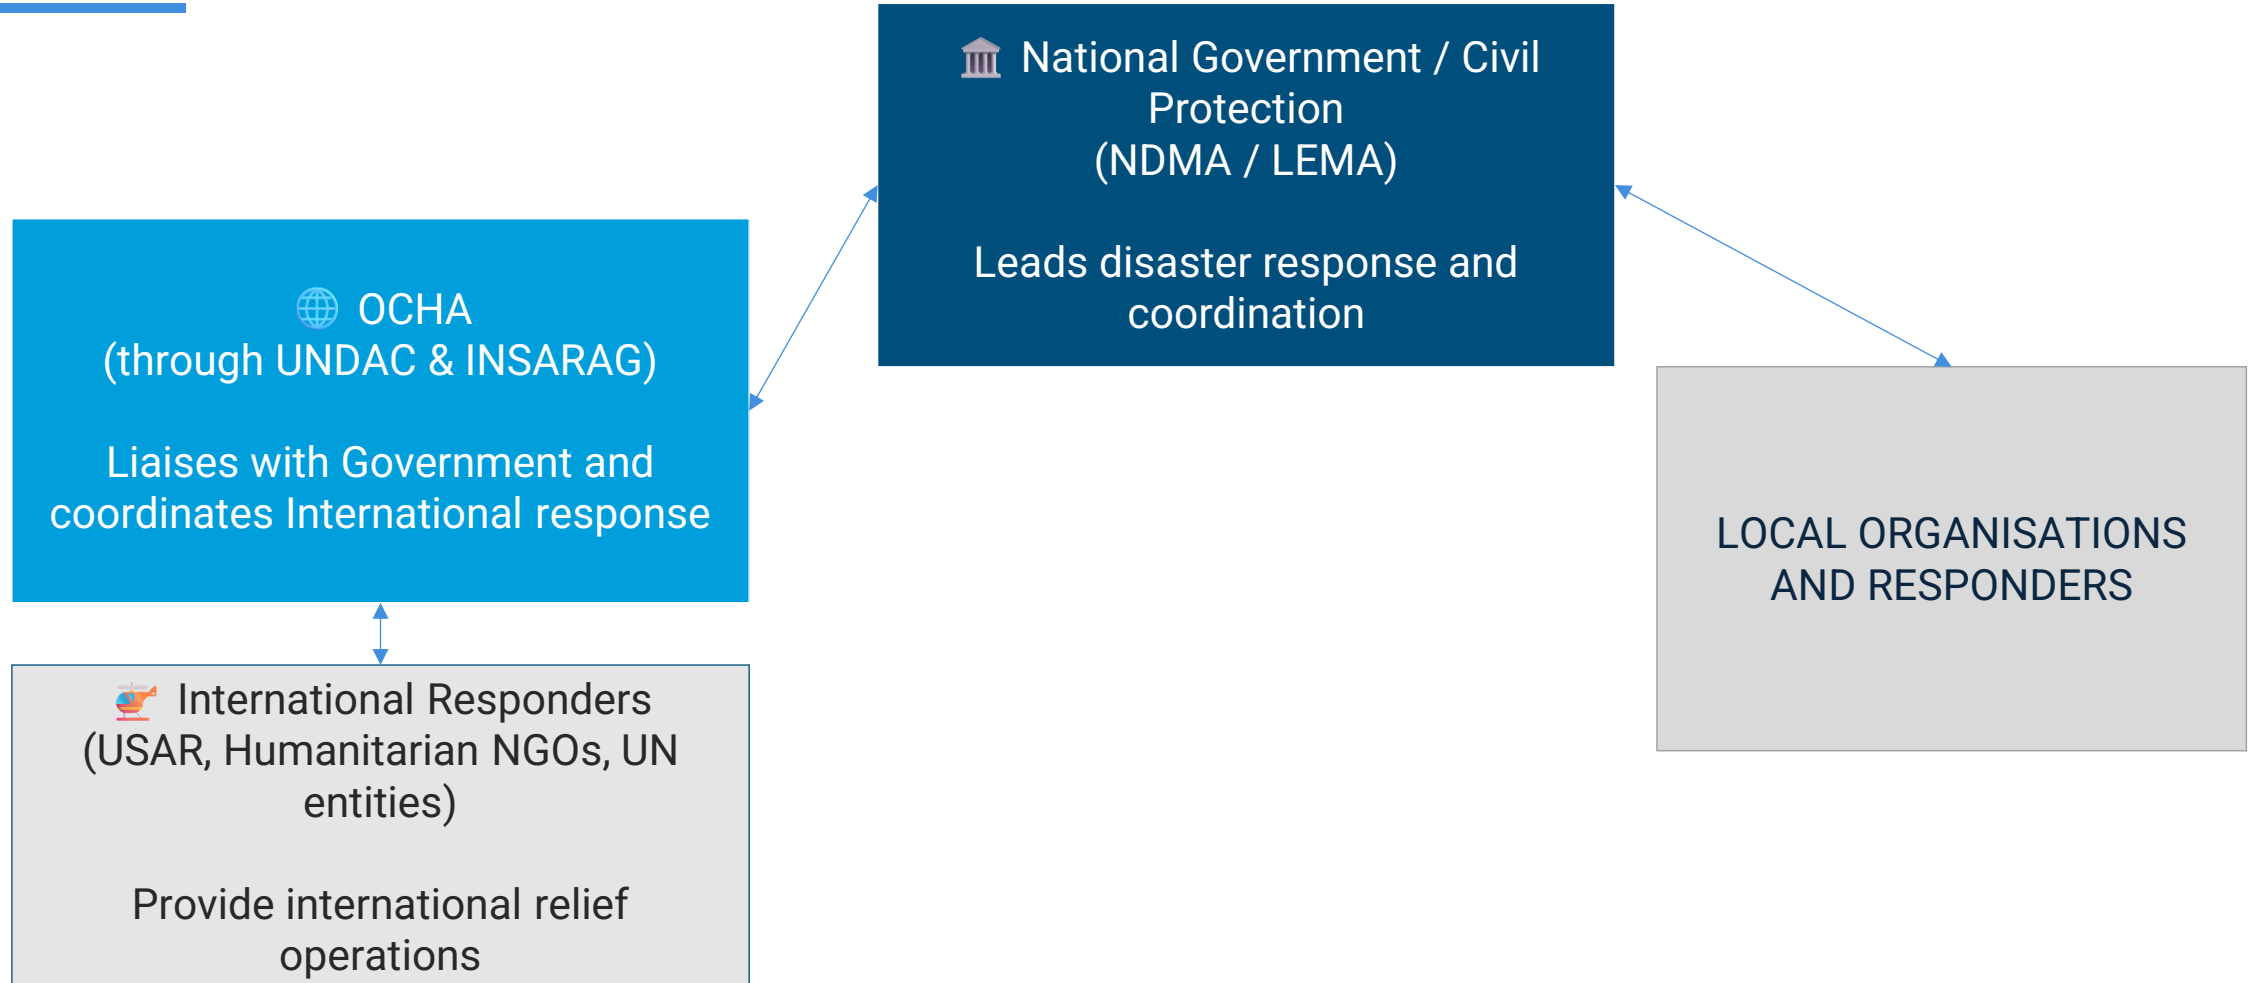 National Government / Civil
Protection
(NDMA / LEMA)
Leads disaster response and
coordination
OCHA
(through UNDAC & INSARAG)
Liaises with Government and
coordinates International response
LOCAL ORGANISATIONS
AND RESPONDERS
International Responders
(USAR, Humanitarian NGOs, UN
entities)
Provide international relief
operations